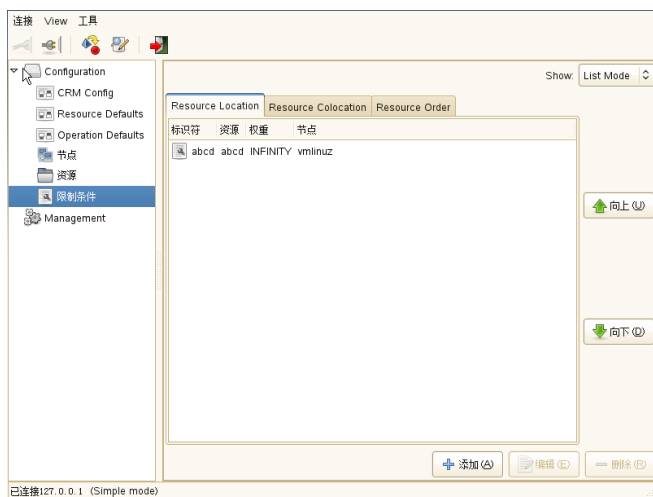 连接 View 工具
Show: List Mode
Configuration
CRM Config
Resource Defaults
Operation Defaults
节点
资源
限制条件
Management
Resource Location Resource Colocation Resource Order
标识符 资源 权重 节点
abcd abcd INFINITY vmlinuz
向上(U)
向下(D)
添加(A) 编辑(E) 删除(R)
已连接127.0.0.1 (Simple mode)